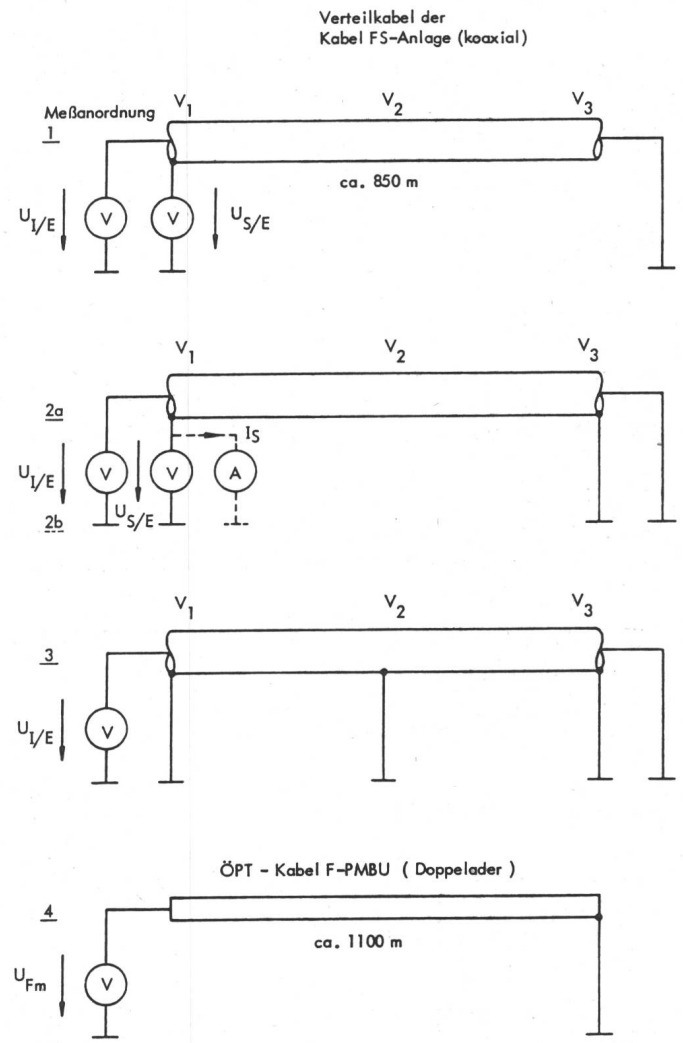 Verteilkabel der
Kabel FS-Anlage (koaxial)
Meßanordnung
1
V1 V2 V3
ca. 850 m
U I/E V V U S/E
V1 V2 V3
2a
I S
U I/E V V A
U S/E
2b
V1 V2 V3
3
U I/E V
ÖPT - Kabel F-PMBU ( Doppelader )
4
ca. 1100 m
U Fm V